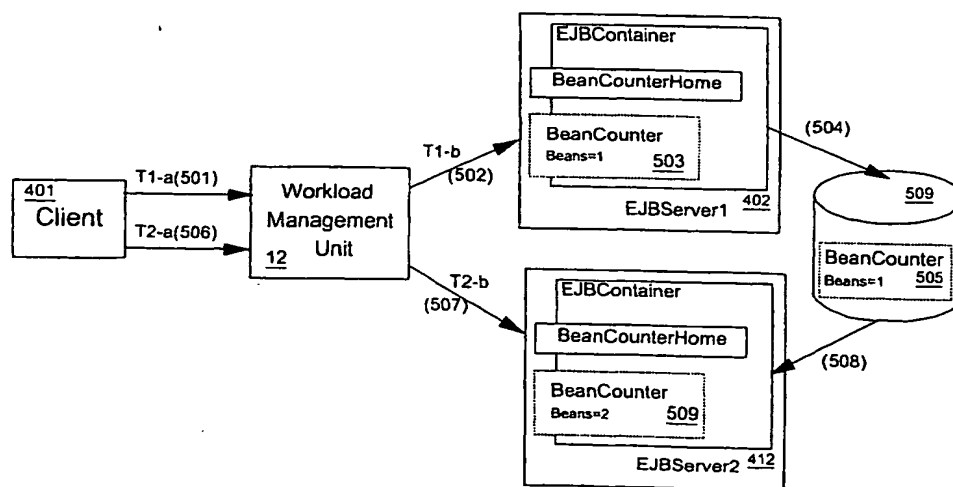 401
Client
T1-a(501)
T2-a(506)
Workload
Management
Unit
12
T1-b
(502)
T2-b
(507)
EJBContainer
BeanCounterHome
BeanCounter
Beans=1
503
EJBServer1
402
(504)
509
BeanCounter
Beans=1
505
(508)
EJBContainer
BeanCounterHome
BeanCounter
Beans=2
509
EJBServer2
412